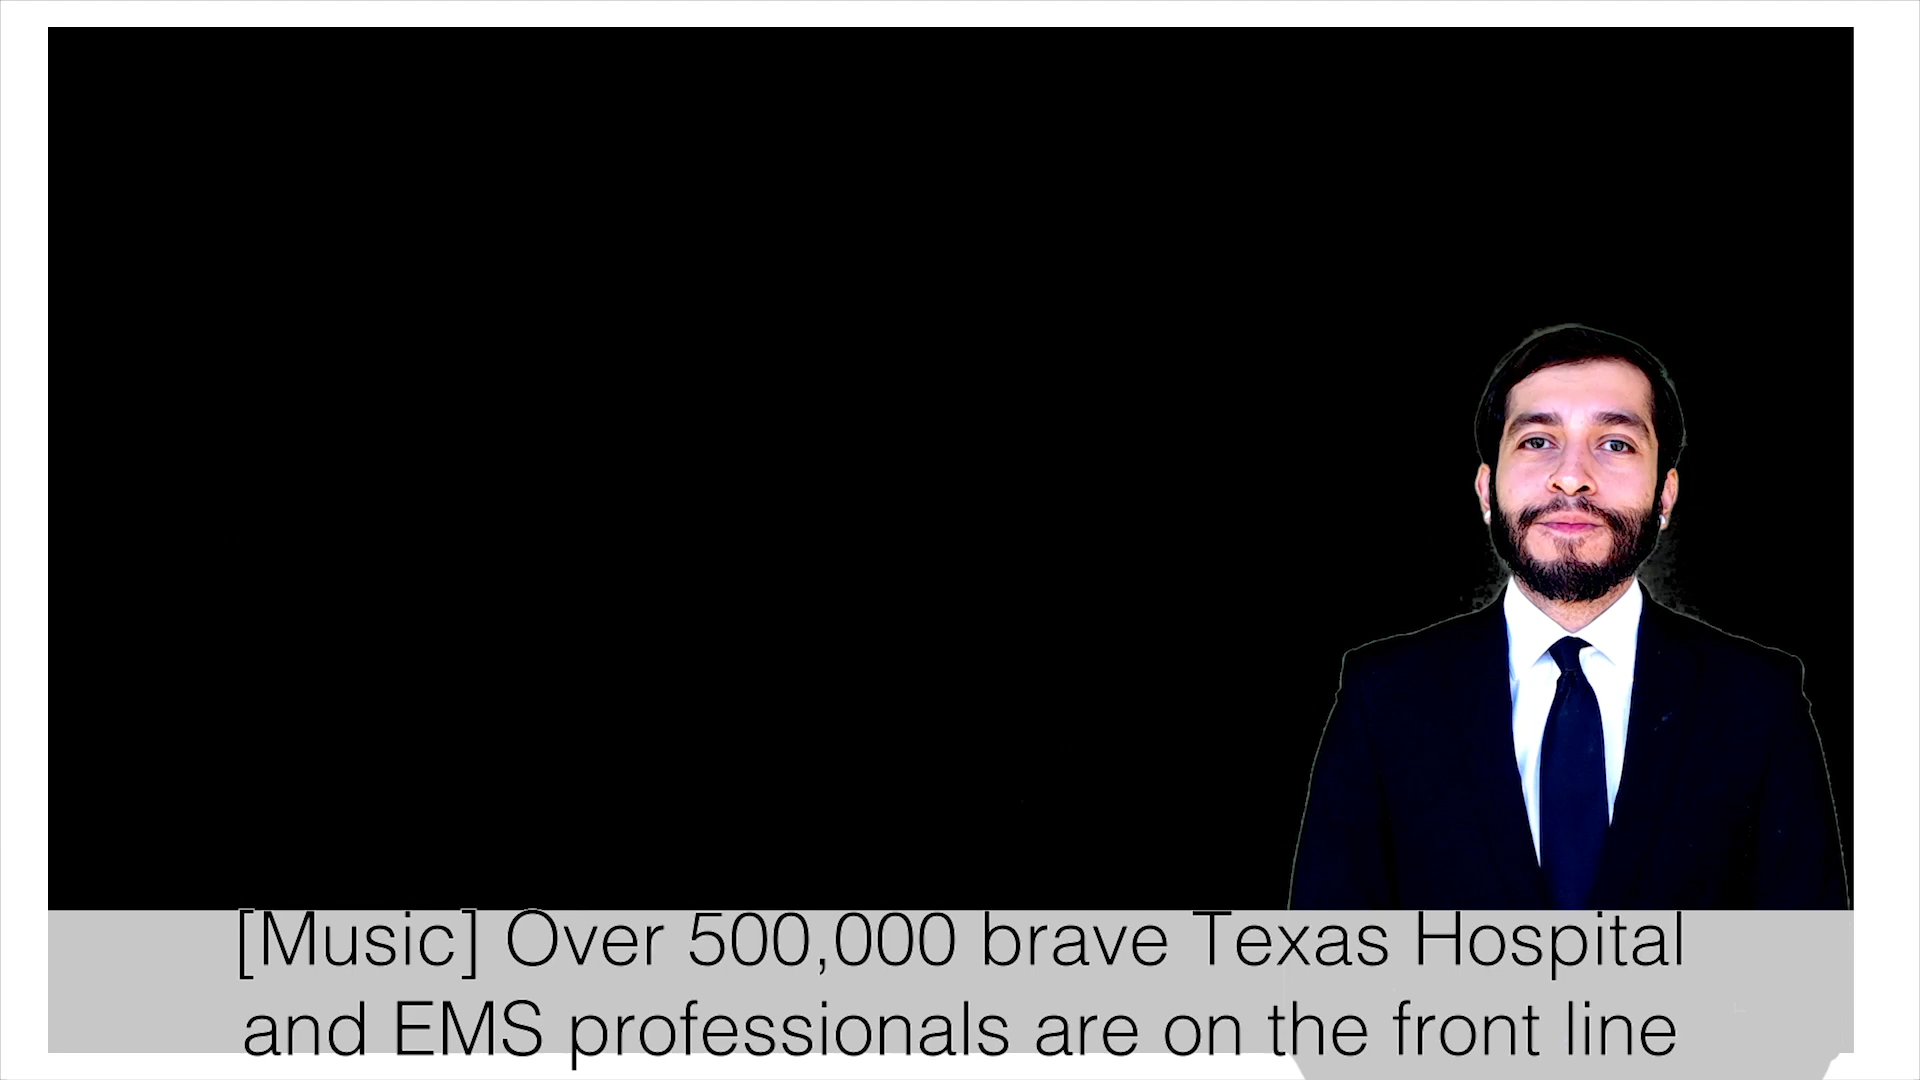 [Music] Over 500,000 brave Texas Hospital
and EMS professionals are on the front line